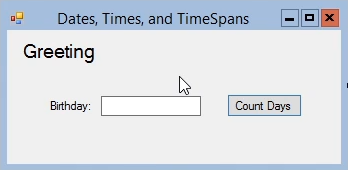 Dates, Times, and TimeSpans
Greeting
Birthday:
Count Days